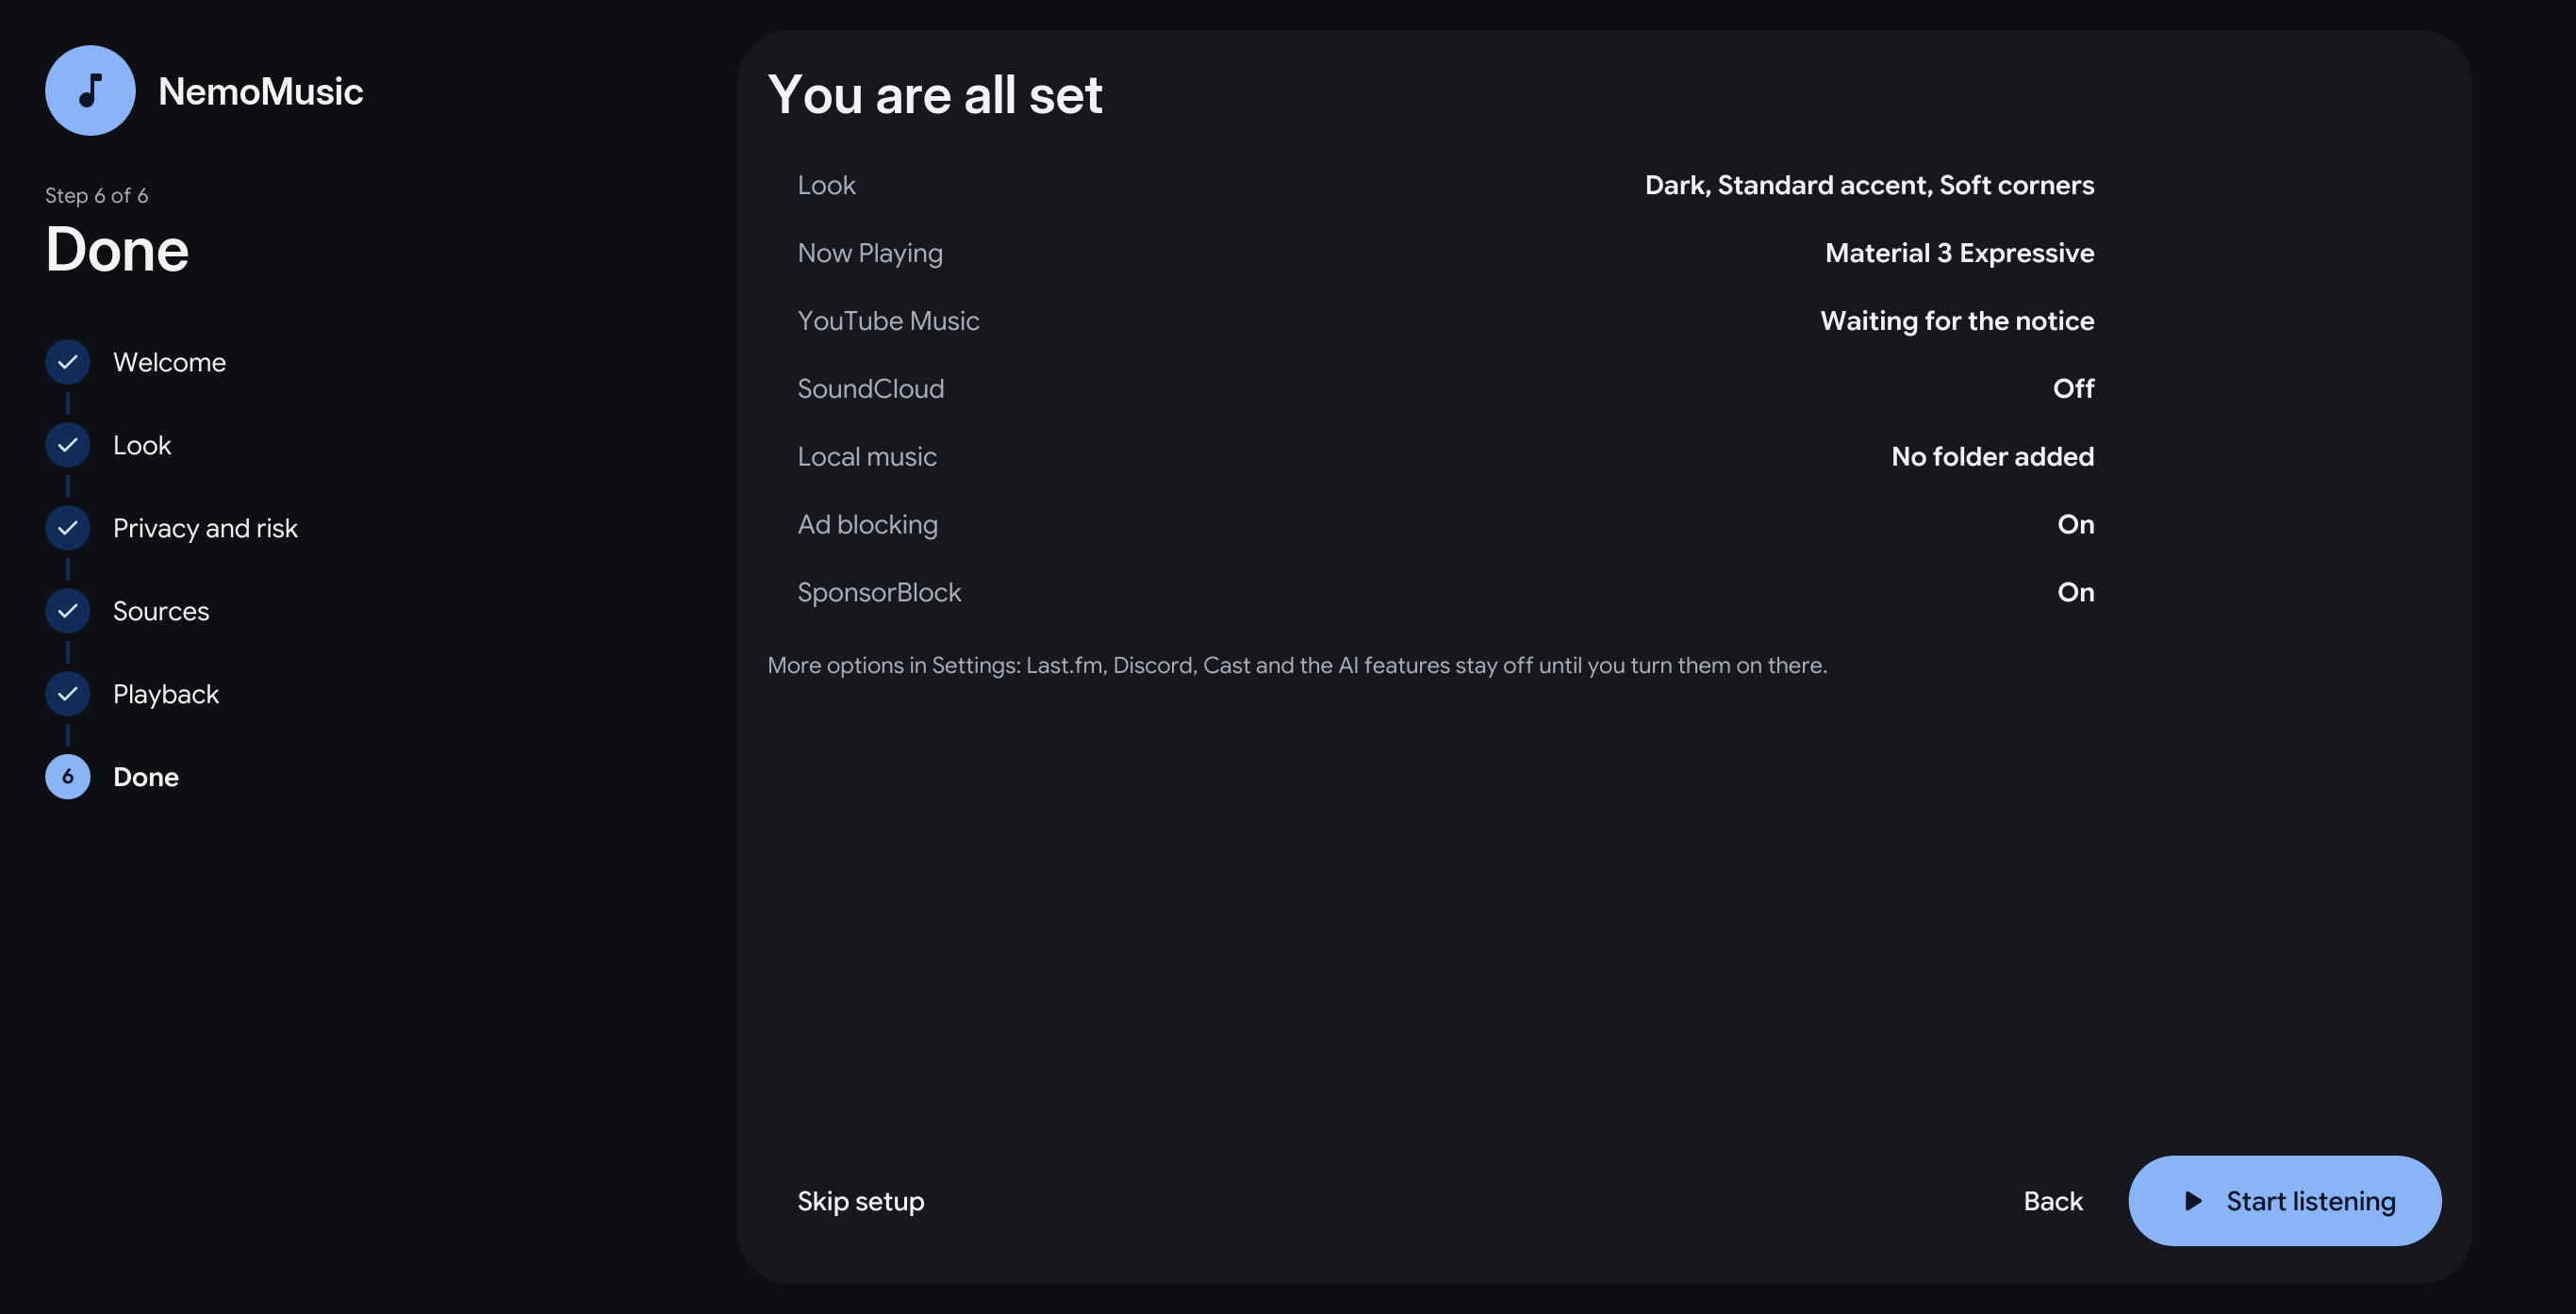 NemoMusic
Step 6 of 6
Done
Welcome
Look
Privacy and risk
Sources
Playback
6 Done
You are all set
Look Dark, Standard accent, Soft corners
Now Playing Material 3 Expressive
YouTube Music Waiting for the notice
SoundCloud Off
Local music No folder added
Ad blocking On
SponsorBlock On
More options in Settings: Last.fm, Discord, Cast and the AI features stay off until you turn them on there.
Skip setup Back Start listening